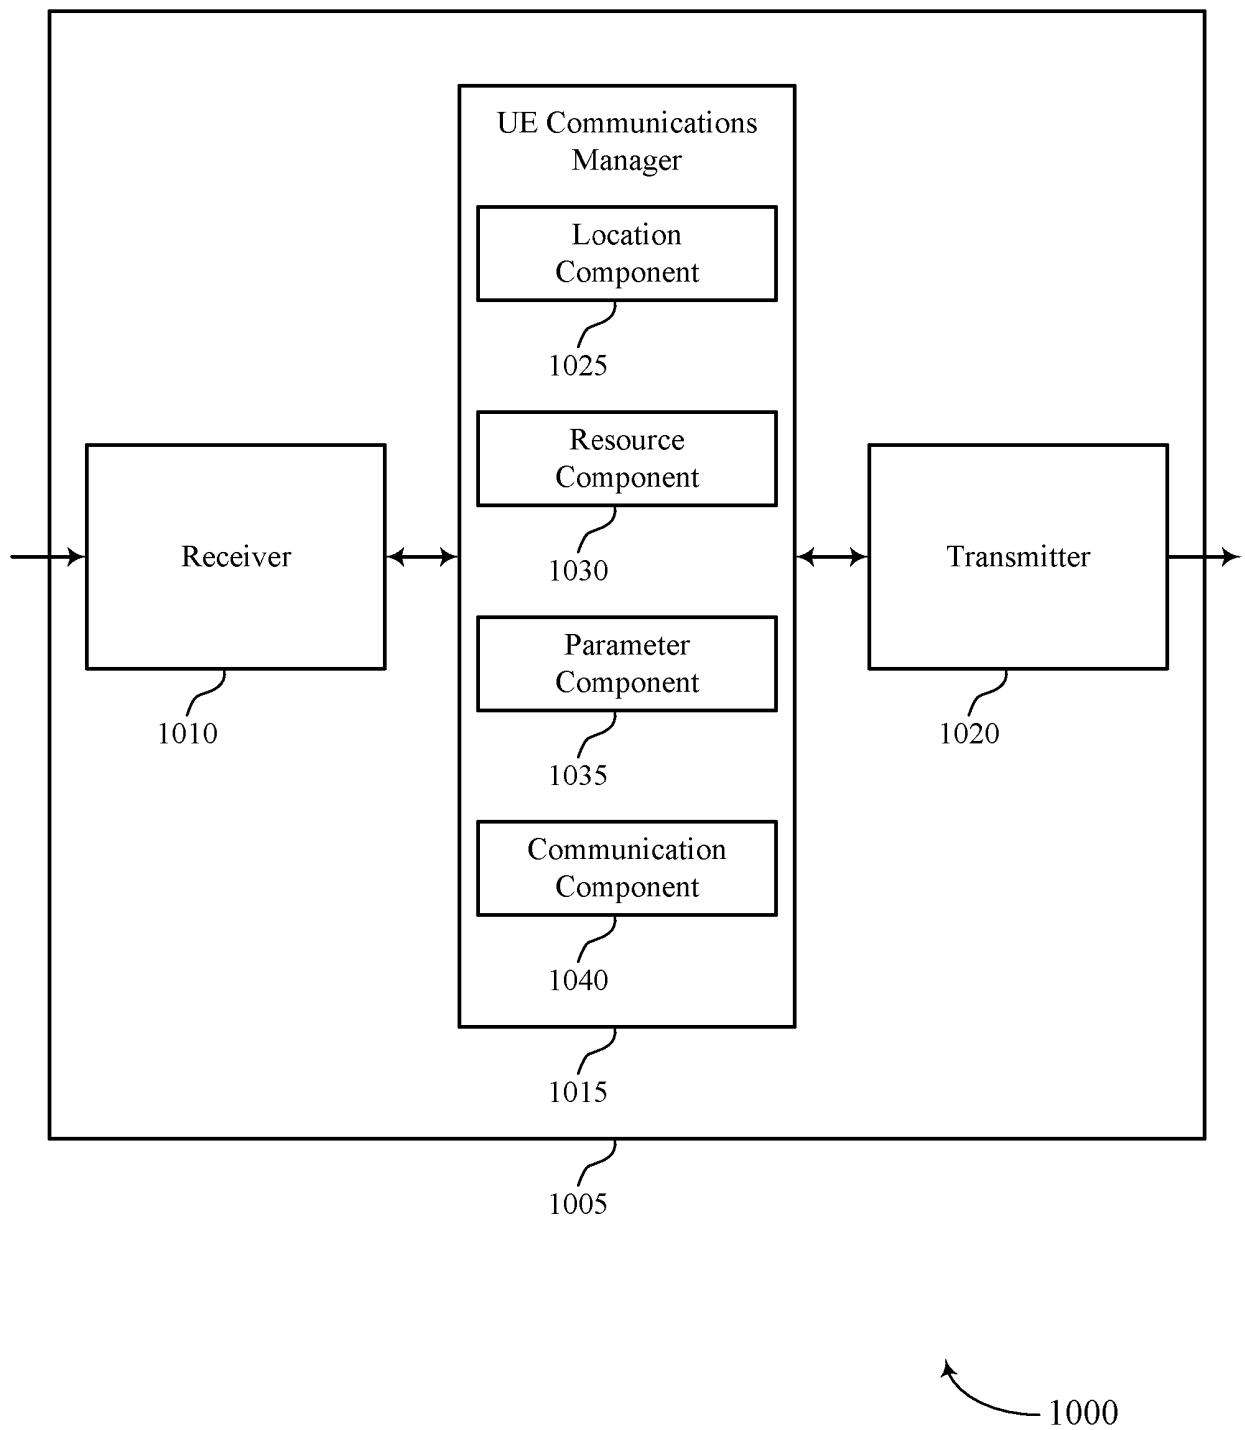 UE Communications
Manager
Location
Component
1025
Resource
Component
1030
Receiver
1010
Transmitter
1020
Parameter
Component
1035
Communication
Component
1040
1015
1005
1000